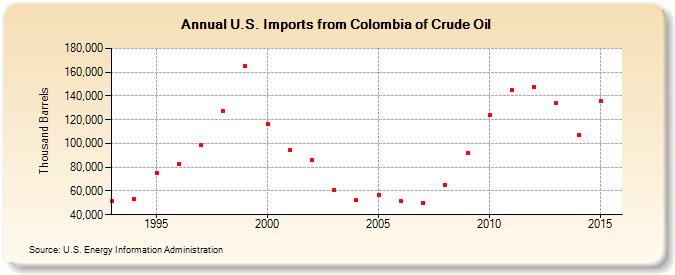 Annual U.S. Imports from Colombia of Crude Oil
Thousand Barrels
180,000
160,000
140,000
120,000
100,000
80,000
60,000
40,000
1995 2000 2005 2010 2015
Source: U.S. Energy Information Administration